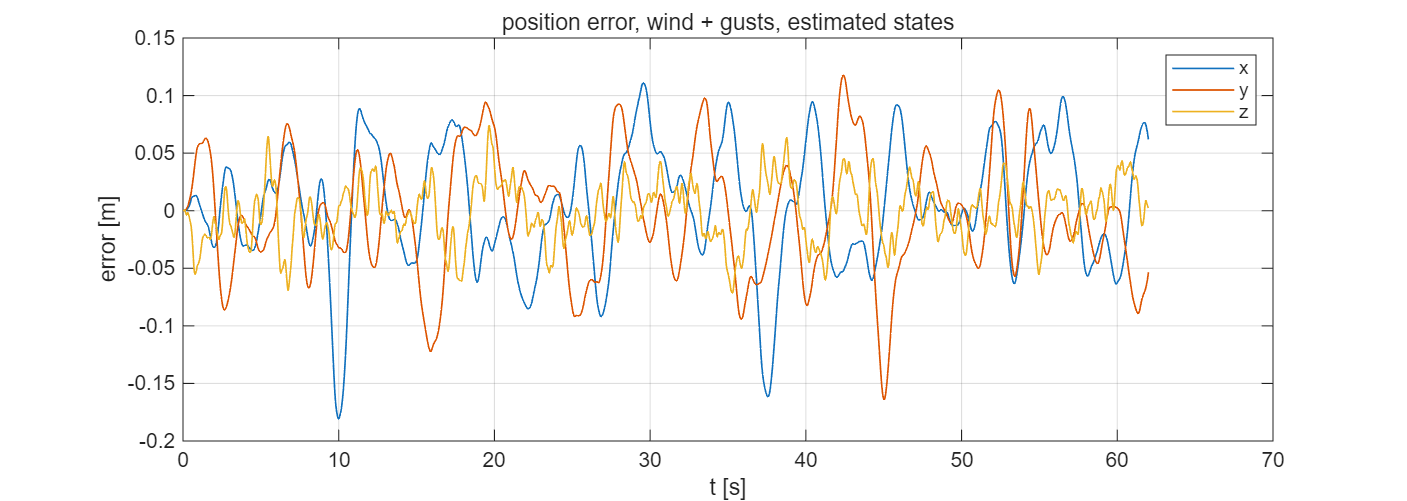 position error, wind + gusts, estimated states
0.15
0.1
0.05
0
-0.05
-0.1
-0.15
-0.2
error [m]
x
y
z
0 10 20 30 40 50 60 70
t [s]